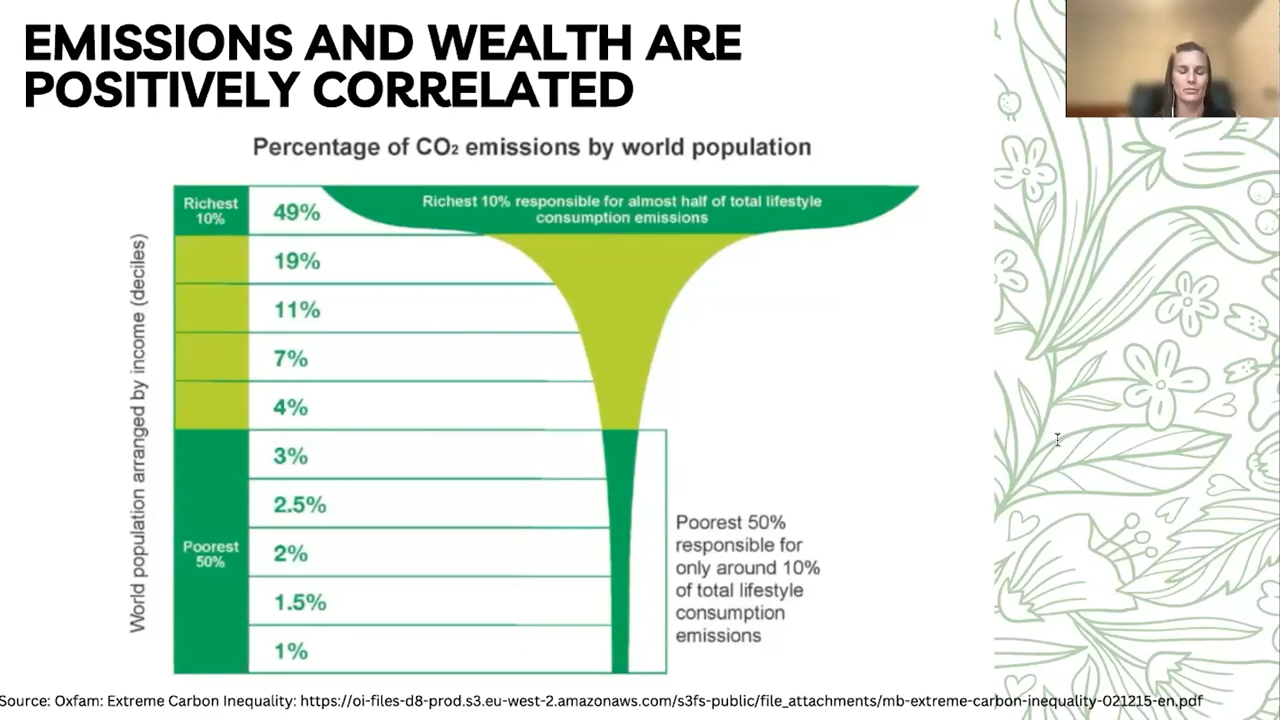 EMISSIONS AND WEALTH ARE
POSITIVELY CORRELATED
Percentage of CO₂ emissions by world population
World population arranged by income (deciles)
Richest
10%
49%
Richest 10% responsible for almost half of total lifestyle
consumption emissions
19%
11%
7%
4%
3%
2.5%
Poorest
50%
2%
1.5%
1%
Poorest 50%
responsible for
only around 10%
of total lifestyle
consumption
emissions
Source: Oxfam: Extreme Carbon Inequality: https://oi-files-d8-prod.s3.eu-west-2.amazonaws.com/s3fs-public/file_attachments/mb-extreme-carbon-inequality-021215-en.pdf